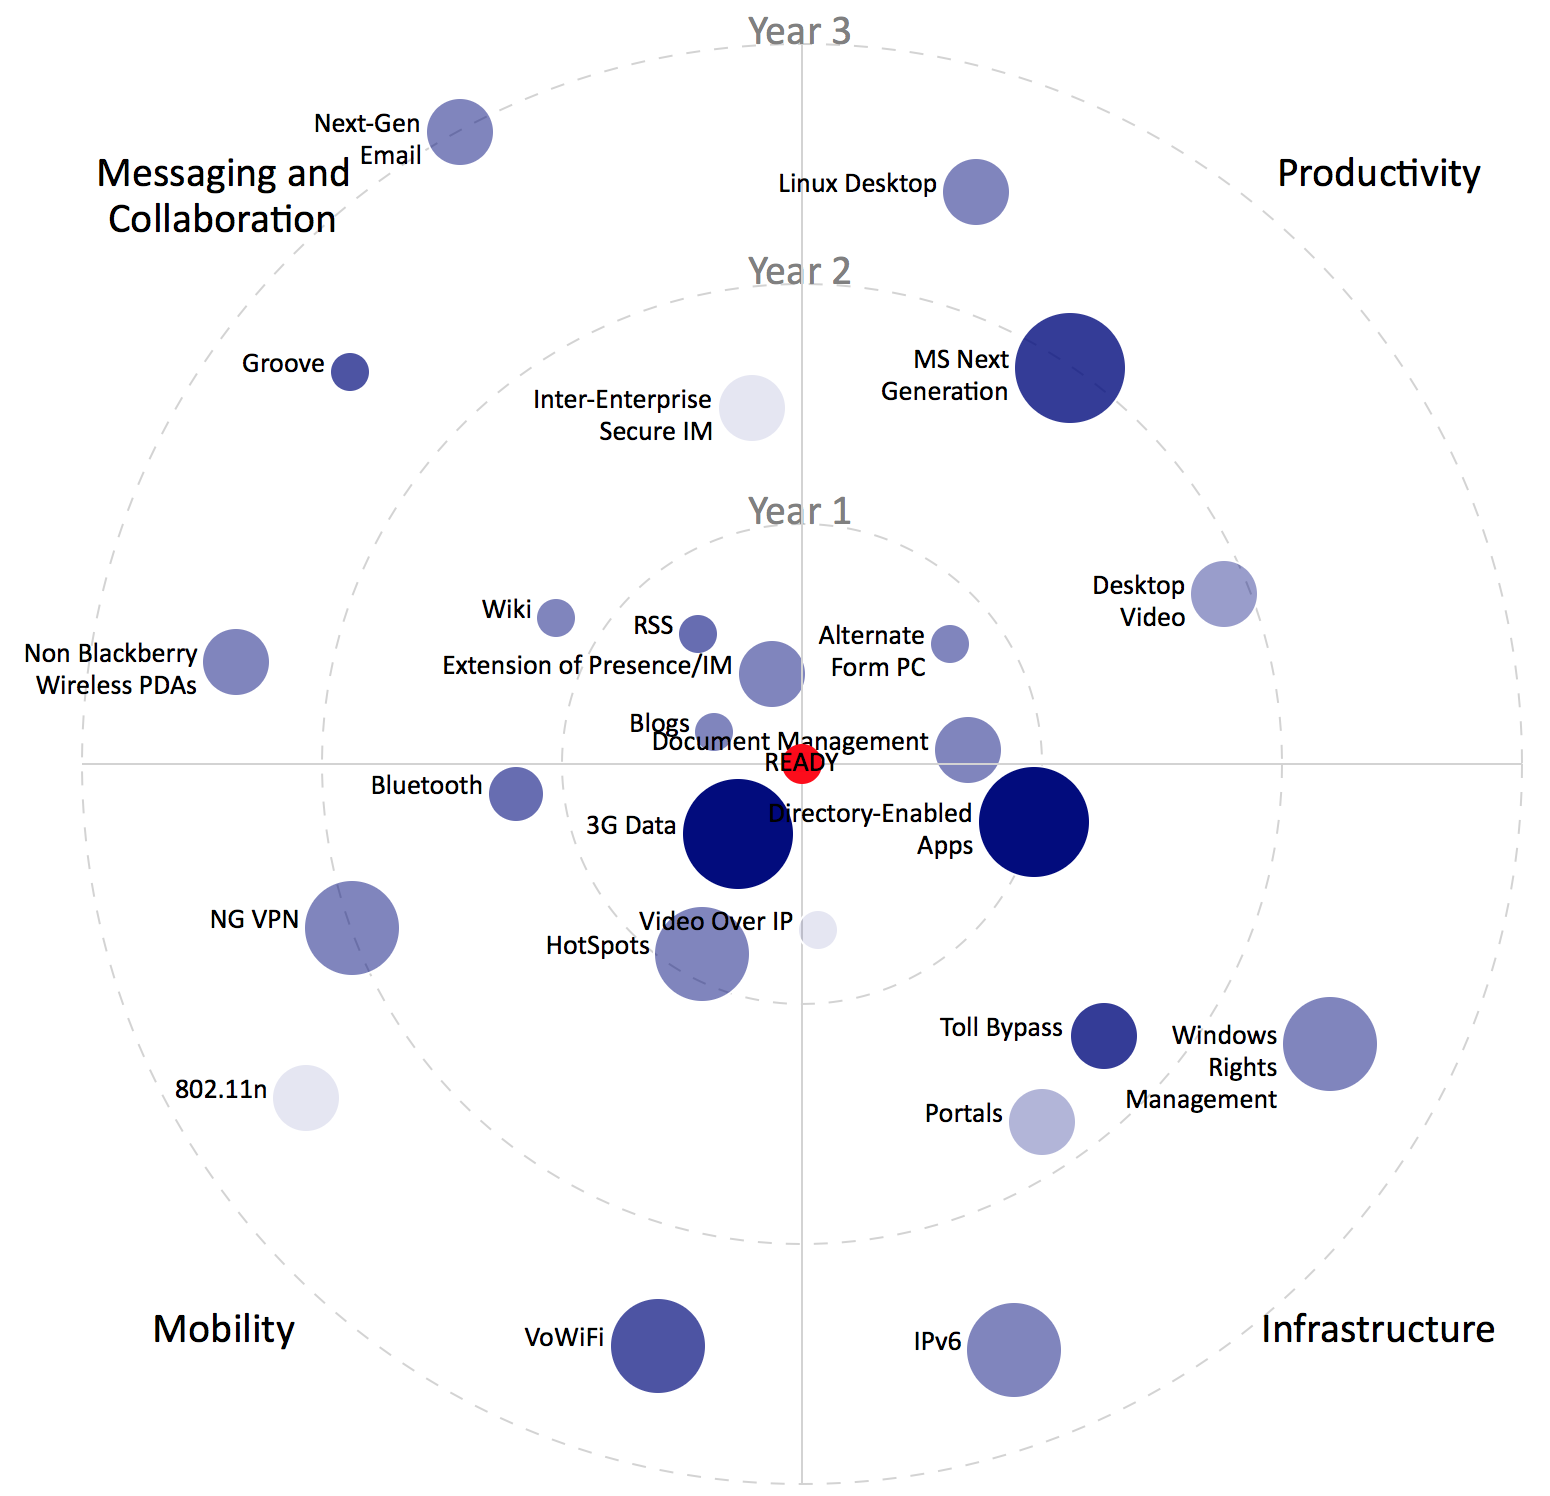 Year 3
Next-Gen
Email
Messaging and
Collaboration
Linux Desktop
Productivity
Year 2
Groove
Inter-Enterprise
Secure IM
MS Next
Generation
Year 1
Desktop
Video
Wiki
RSS
Alternate
Form PC
Non Blackberry
Wireless PDAs
Extension of Presence/IM
Blogs
Document Management
READY
Bluetooth
3G Data
Directory-Enabled
Apps
NG VPN
Video Over IP
HotSpots
Toll Bypass
Windows
Rights
Management
802.11n
Portals
Mobility
VoWiFi
IPv6
Infrastructure